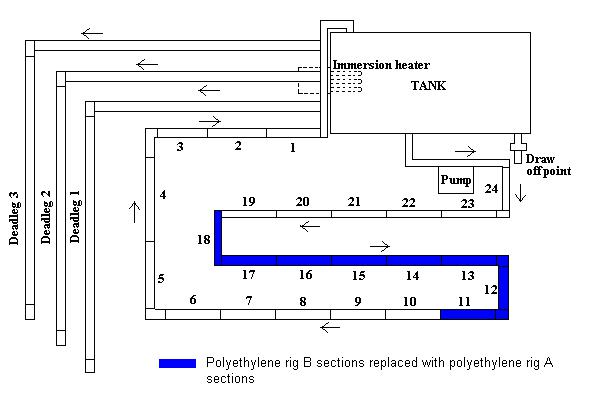 Immersion heater
TANK
Draw
off point
Pump
3 2 1
4
5
6 7 8 9 10 11
12
17 16 15 14 13
18
19 20 21 22 23
24
Deadleg 3
Deadleg 2
Deadleg 1
Polyethylene rig B sections replaced with polyethylene rig A
sections